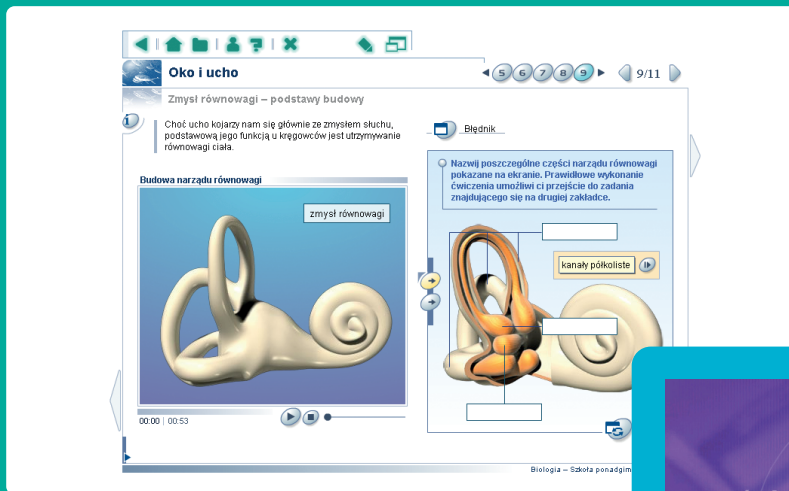 Oko i ucho
5 6 7 8 9
9/11
Zmysł równowagi – podstawy budowy
Choć ucho kojarzy nam się głównie ze zmysłem słuchu,
podstawową jego funkcją u kręgowców jest utrzymywanie
równowagi ciała.
Budowa narządu równowagi
zmysł równowagi
00:00 | 00:53
Błędnik
Nazwij poszczególne części narządu równowagi
pokazane na ekranie. Prawidłowe wykonanie
ćwiczenia umożliwi ci przejście do zadania
znajdującego się na drugiej zakładce.
kanały półkoliste
Biologia – Szkoła ponadgim